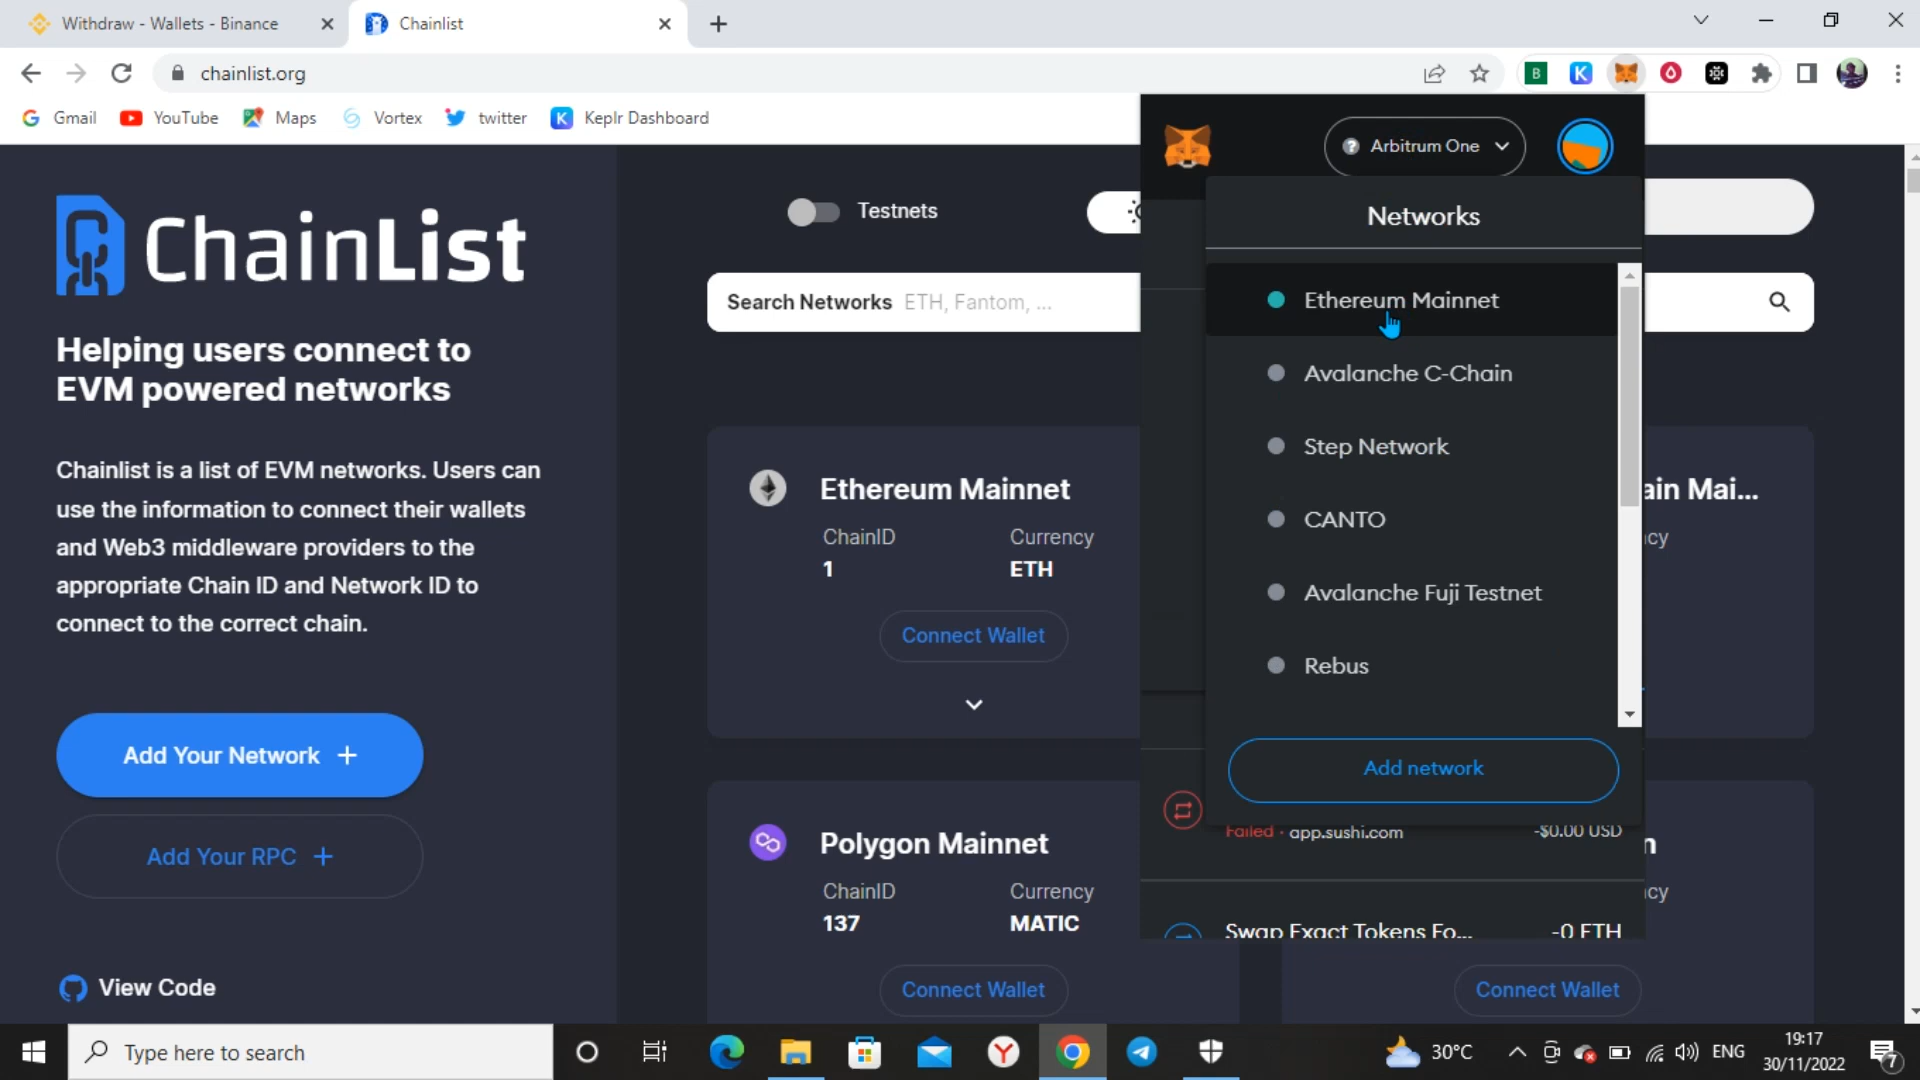 Withdraw - Wallets - Binance
Chainlist
chainlist.org
Gmail
YouTube
Maps
Vortex
twitter
Keplr Dashboard
ChainList
Helping users connect to
EVM powered networks
Chainlist is a list of EVM networks. Users can
use the information to connect their wallets
and Web3 middleware providers to the
appropriate Chain ID and Network ID to
connect to the correct chain.
Add Your Network +
Add Your RPC +
View Code
Testnets
Search Networks ETH, Fantom, ...
Ethereum Mainnet
ChainID Currency
1 ETH
Connect Wallet
Polygon Mainnet
ChainID Currency
137 MATIC
Connect Wallet
ain Mai...
cy
n
cy
Connect Wallet
Arbitrum One
Networks
Ethereum Mainnet
Avalanche C-Chain
Step Network
CANTO
Avalanche Fuji Testnet
Rebus
Add network
Failed · app.sushi.com -$0.00 USD
Swap Exact Tokens Fo... -0 ETH
Type here to search
30°C
ENG
19:17
30/11/2022
7